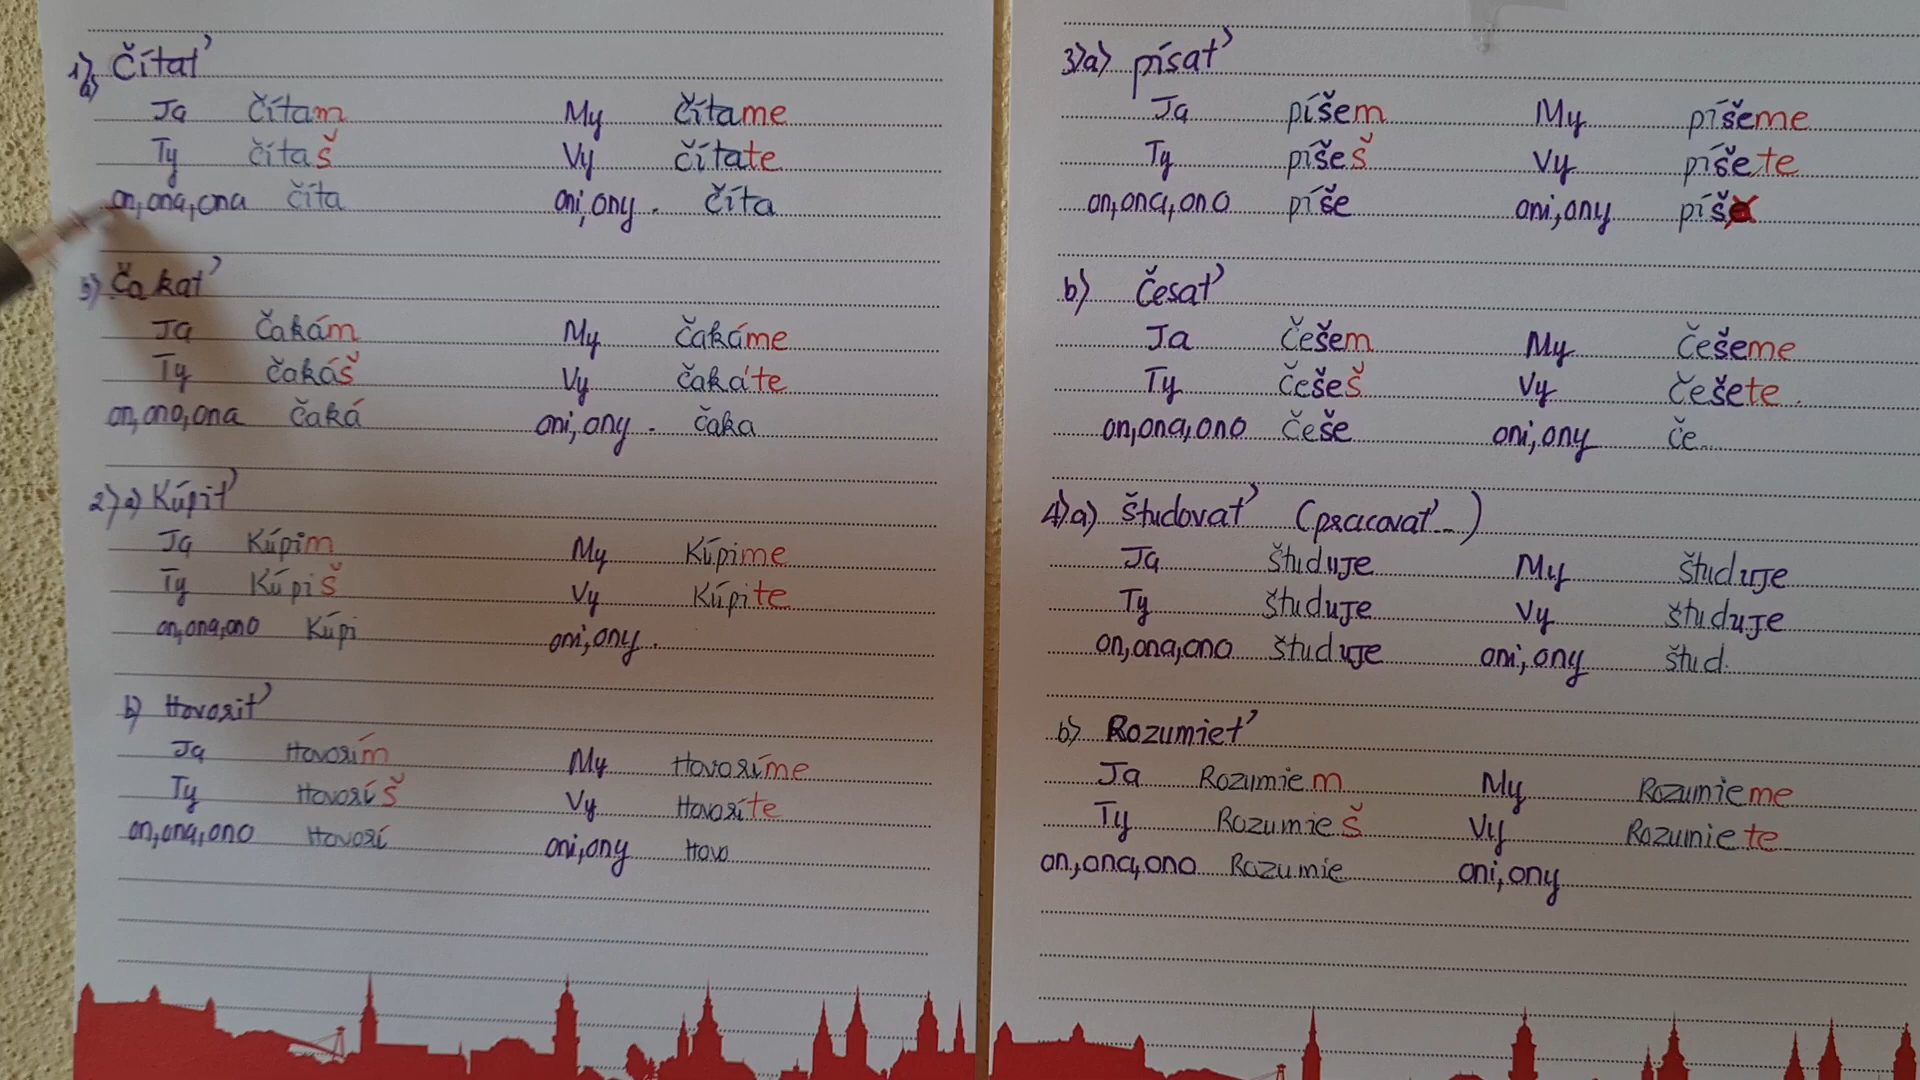 1) a) Čítať
Ja čítam My čítame
Ty čítaš Vy čítate
on, ona, ona číta oni, ony . číta
b) Čakať
Ja čakám My čakáme
Ty čakáš Vy čakáte
on, ono, ona čaká oni, ony . čaka
2) a) Kúpiť
Ja Kúpim My Kúpime
Ty Kúpiš Vy Kúpite
on, ona, ono Kúpi oni, ony .
b) Hovoriť
Ja Hovorím My Hovoríme
Ty Hovoríš Vy Hovoríte
on, ona, ono Hovorí oni, ony Hovo
3) a) písať
Ja píšem My píšeme
Ty píšeš Vy píšete
on, ona, ono píše oni, ony píš
b) Česať
Ja Češem My Češeme
Ty Češeš Vy Češete .
on, ona, ono Češe oni, ony če...
4) a) študovať (pracovať...)
Ja študuje My študuje
Ty študuje Vy študuje
on, ona, ono študuje oni, ony štud.
b) Rozumieť
Ja Rozumiem My Rozumieme
Ty Rozumieš Vy Rozumiete
on, ona, ono Rozumie oni, ony